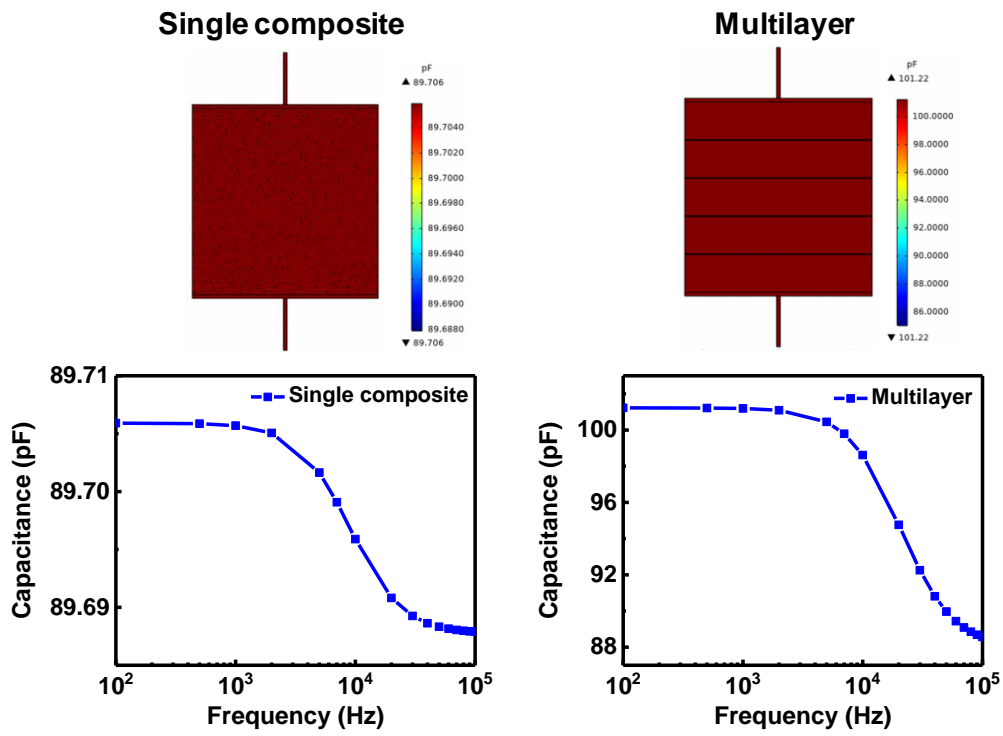 Single composite
Multilayer
pF
▲ 89.706
89.7040
89.7020
89.7000
89.6980
89.6960
89.6940
89.6920
89.6900
89.6880
▼ 89.706
pF
▲ 101.22
100.0000
98.0000
96.0000
94.0000
92.0000
90.0000
88.0000
86.0000
▼ 101.22
89.71
89.70
89.69
Capacitance (pF)
Single composite
10² 10³ 10⁴ 10⁵
Frequency (Hz)
100
96
92
88
Capacitance (pF)
Multilayer
10² 10³ 10⁴ 10⁵
Frequency (Hz)